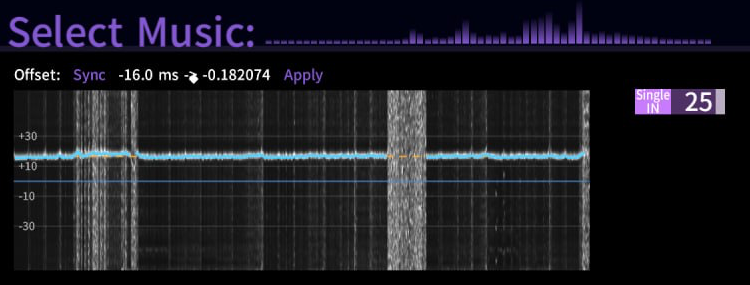 Select Music:
Offset: Sync -16.0 ms -> -0.182074 Apply
Single IN 25
+30
+10
-10
-30